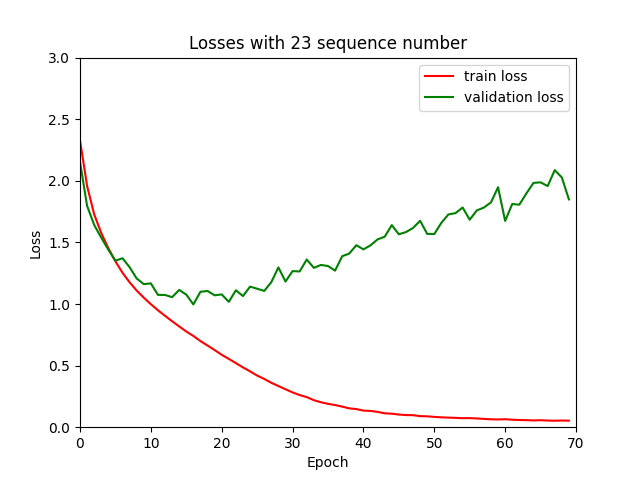 Losses with 23 sequence number
train loss
validation loss
3.0
2.5
2.0
1.5
1.0
0.5
0.0
Loss
0 10 20 30 40 50 60 70
Epoch